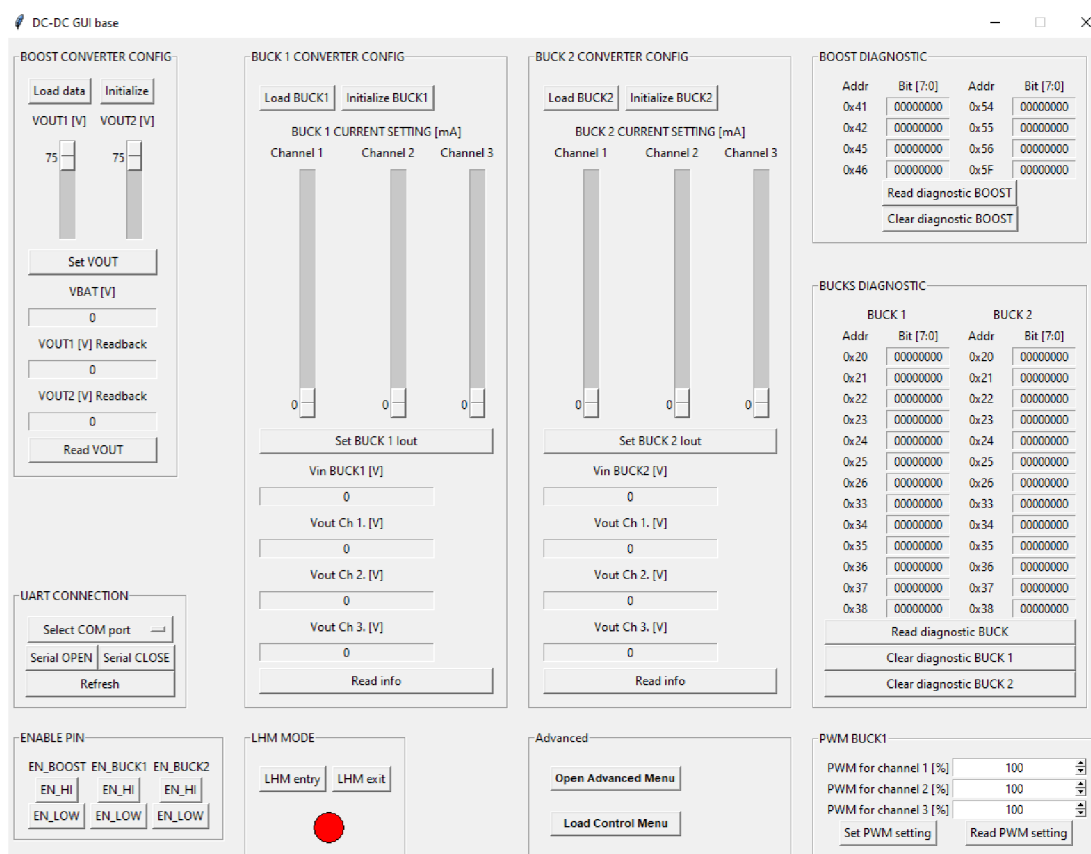 DC-DC GUI base
BOOST CONVERTER CONFIG
Load data Initialize
VOUT1 [V] VOUT2 [V]
75 75
Set VOUT
VBAT [V]
0
VOUT1 [V] Readback
0
VOUT2 [V] Readback
0
Read VOUT
UART CONNECTION
Select COM port
Serial OPEN Serial CLOSE
Refresh
ENABLE PIN
EN_BOOST EN_BUCK1 EN_BUCK2
EN_HI EN_HI EN_HI
EN_LOW EN_LOW EN_LOW
BUCK 1 CONVERTER CONFIG
Load BUCK1 Initialize BUCK1
BUCK 1 CURRENT SETTING [mA]
Channel 1 Channel 2 Channel 3
0 0 0
Set BUCK 1 Iout
Vin BUCK1 [V]
0
Vout Ch 1. [V]
0
Vout Ch 2. [V]
0
Vout Ch 3. [V]
0
Read info
LHM MODE
LHM entry LHM exit
BUCK 2 CONVERTER CONFIG
Load BUCK2 Initialize BUCK2
BUCK 2 CURRENT SETTING [mA]
Channel 1 Channel 2 Channel 3
0 0 0
Set BUCK 2 Iout
Vin BUCK2 [V]
0
Vout Ch 1. [V]
0
Vout Ch 2. [V]
0
Vout Ch 3. [V]
0
Read info
Advanced
Open Advanced Menu
Load Control Menu
BOOST DIAGNOSTIC
Addr Bit [7:0] Addr Bit [7:0]
0x41 00000000 0x54 00000000
0x42 00000000 0x55 00000000
0x45 00000000 0x56 00000000
0x46 00000000 0x5F 00000000
Read diagnostic BOOST
Clear diagnostic BOOST
BUCKS DIAGNOSTIC
BUCK 1 BUCK 2
Addr Bit [7:0] Addr Bit [7:0]
0x20 00000000 0x20 00000000
0x21 00000000 0x21 00000000
0x22 00000000 0x22 00000000
0x23 00000000 0x23 00000000
0x24 00000000 0x24 00000000
0x25 00000000 0x25 00000000
0x26 00000000 0x26 00000000
0x33 00000000 0x33 00000000
0x34 00000000 0x34 00000000
0x35 00000000 0x35 00000000
0x36 00000000 0x36 00000000
0x37 00000000 0x37 00000000
0x38 00000000 0x38 00000000
Read diagnostic BUCK
Clear diagnostic BUCK 1
Clear diagnostic BUCK 2
PWM BUCK1
PWM for channel 1 [%] 100
PWM for channel 2 [%] 100
PWM for channel 3 [%] 100
Set PWM setting Read PWM setting